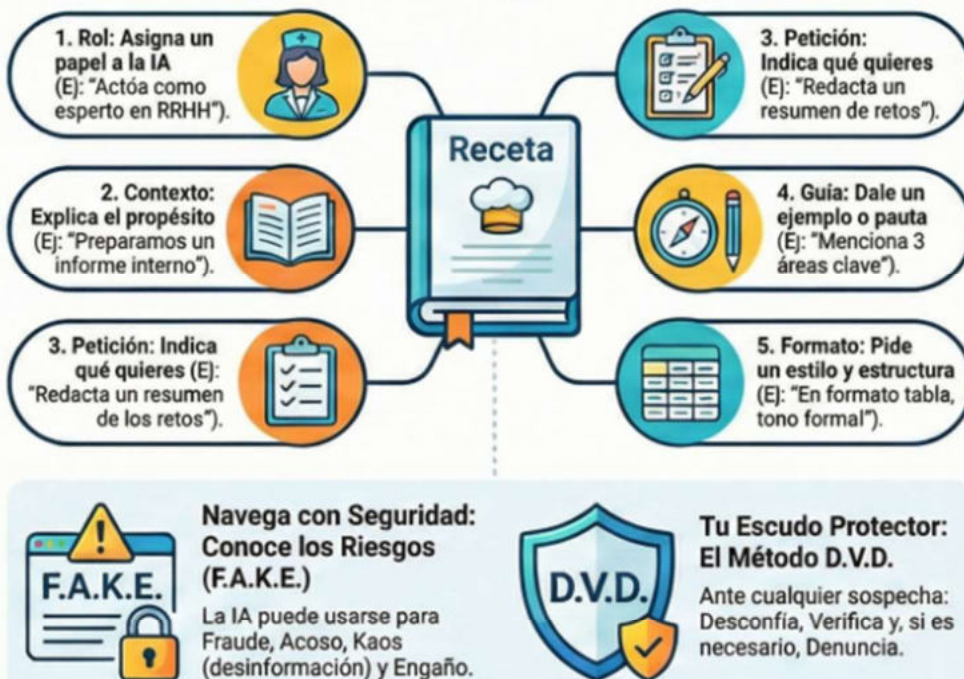 1. Rol: Asigna un
papel a la IA
(Ej: “Actóa como
esperto en RRHH”).
2. Contexto:
Explica el propósito
(Ej: “Preparamos un
informe interno”).
3. Petición: Indica
qué quieres (Ej:
“Redacta un resumen
de los retos”).
Receta
3. Petición:
Indica qué quieres
(Ej: “Redacta un
resumen de retos”).
4. Guía: Dale un
ejemplo o pauta
(Ej: “Menciona 3
áreas clave”).
5. Formato: Pide
un estilo y estructura
(Ej: “En formato tabla,
tono formal”).
F.A.K.E.
Navega con Seguridad:
Conoce los Riesgos
(F.A.K.E.)
La IA puede usarse para
Fraude, Acoso, Kaos
(desinformación) y Engaño.
D.V.D.
Tu Escudo Protector:
El Método D.V.D.
Ante cualquier sospecha:
Desconfía, Verifica y, si es
necesario, Denuncia.